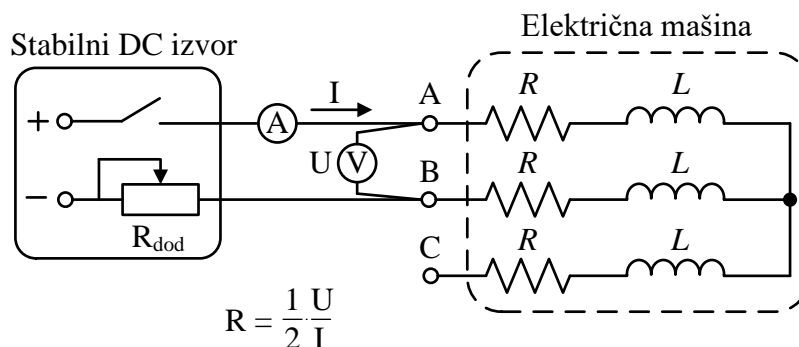 Električna mašina
Stabilni DC izvor
+
A
I
A
R
L
U
V
−
B
R
L
R_dod
C
R
L
R = 1/2 · U/I